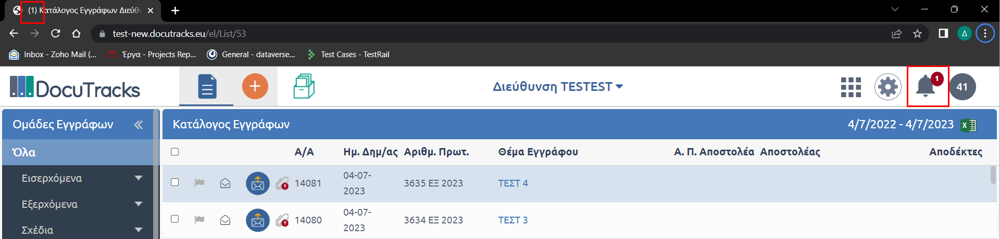 (1) Κατάλογος Εγγράφων Διεύθυ
test-new.docutracks.eu/el/List/53
Δ
Inbox - Zoho Mail (...
Έργα - Projects Rep...
General - dataverse...
Test Cases - TestRail
DocuTracks
Διεύθυνση TESTEST
1
41
Ομάδες Εγγράφων
Κατάλογος Εγγράφων
4/7/2022 - 4/7/2023
Όλα
Α/Α Ημ. Δημ/ας Αριθμ. Πρωτ. Θέμα Εγγράφου Α. Π. Αποστολέα Αποστολέας Αποδέκτες
Εισερχόμενα
14081 04-07-2023 3635 ΕΞ 2023 ΤΕΣΤ 4
Εξερχόμενα
14080 04-07-2023 3634 ΕΞ 2023 ΤΕΣΤ 3
Σχέδια